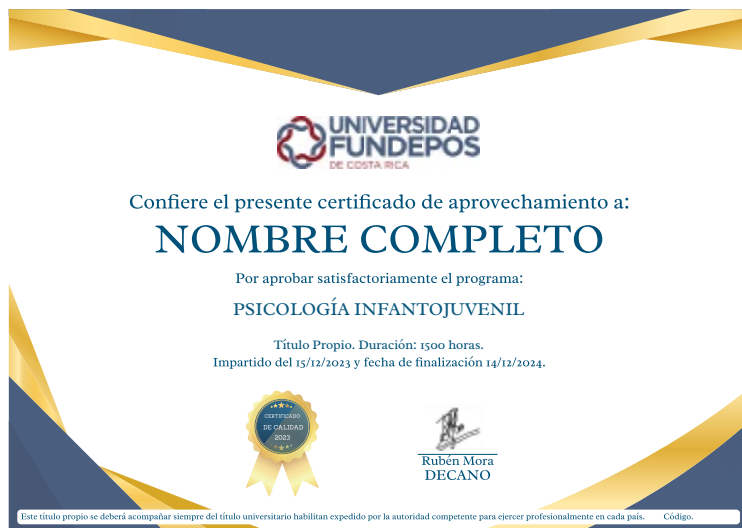 UNIVERSIDAD
FUNDEPOS
DE COSTA RICA
Confiere el presente certificado de aprovechamiento a:
NOMBRE COMPLETO
Por aprobar satisfactoriamente el programa:
PSICOLOGÍA INFANTOJUVENIL
Título Propio. Duración: 1500 horas.
Impartido del 15/12/2023 y fecha de finalización 14/12/2024.
CERTIFICADO
DE CALIDAD
2023
Rubén Mora
DECANO
Este título propio se deberá acompañar siempre del título universitario habilitan expedido por la autoridad competente para ejercer profesionalmente en cada país. Código.